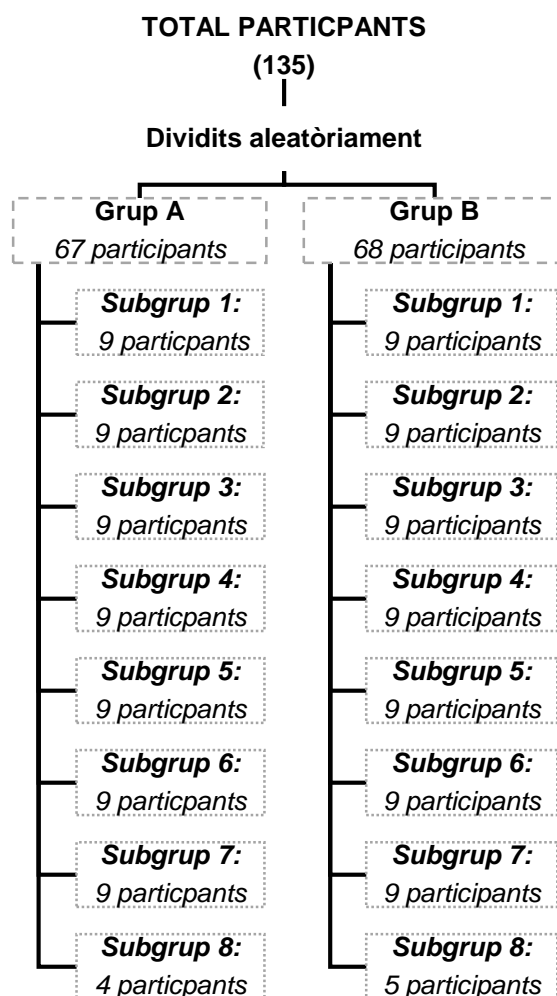 TOTAL PARTICPANTS
(135)
Dividits aleatòriament
Grup A
67 participants
Subgrup 1:
9 particpants
Subgrup 2:
9 particpants
Subgrup 3:
9 particpants
Subgrup 4:
9 particpants
Subgrup 5:
9 particpants
Subgrup 6:
9 particpants
Subgrup 7:
9 particpants
Subgrup 8:
4 particpants
Grup B
68 participants
Subgrup 1:
9 participants
Subgrup 2:
9 participants
Subgrup 3:
9 participants
Subgrup 4:
9 participants
Subgrup 5:
9 participants
Subgrup 6:
9 participants
Subgrup 7:
9 participants
Subgrup 8:
5 participants